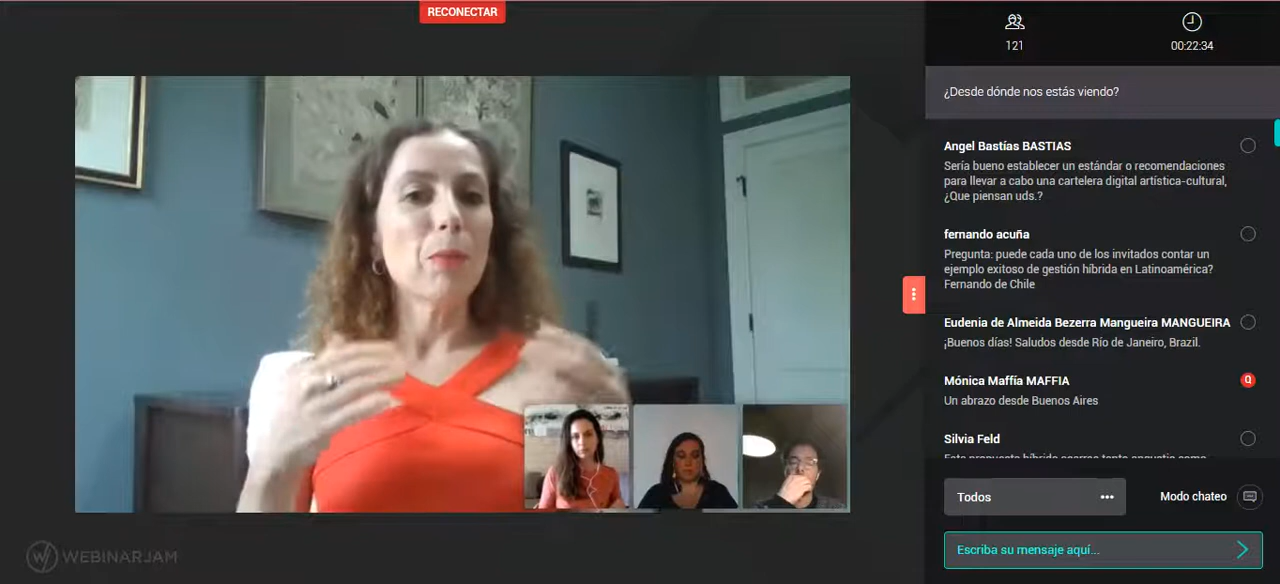 RECONECTAR
121
00:22:34
¿Desde dónde nos estás viendo?
Angel Bastías BASTIAS
Sería bueno establecer un estándar o recomendaciones
para llevar a cabo una cartelera digital artística-cultural,
¿Que piensan uds.?
fernando acuña
Pregunta: puede cada uno de los invitados contar un
ejemplo exitoso de gestión híbrida en Latinoamérica?
Fernando de Chile
Eudenia de Almeida Bezerra Mangueira MANGUEIRA
¡Buenos días! Saludos desde Río de Janeiro, Brazil.
Mónica Maffía MAFFIA
Q
Un abrazo desde Buenos Aires
Silvia Feld
Todos
Modo chateo
Escriba su mensaje aquí...
WEBINARJAM